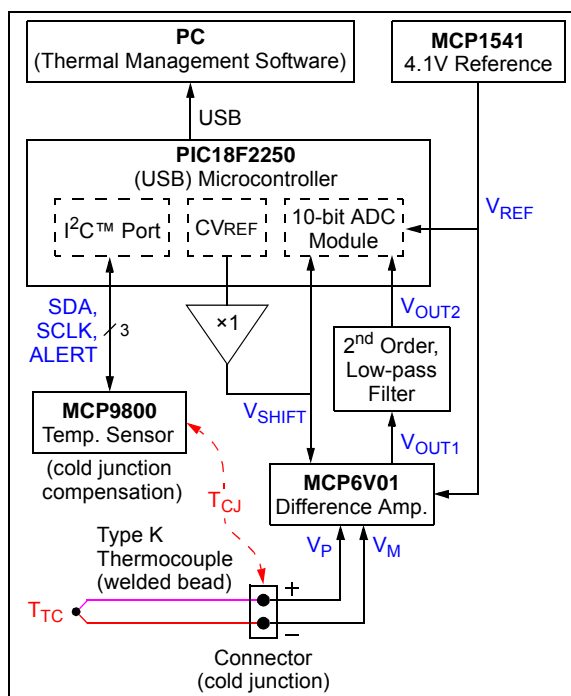 PC
(Thermal Management Software)
MCP1541
4.1V Reference
USB
PIC18F2250
(USB) Microcontroller
I²C™ Port
CVREF
10-bit ADC
Module
VREF
SDA,
SCLK,
ALERT
3
×1
VOUT2
2nd Order,
Low-pass
Filter
VSHIFT
VOUT1
MCP9800
Temp. Sensor
(cold junction
compensation)
MCP6V01
Difference Amp.
TCJ
Type K
Thermocouple
(welded bead)
VP
VM
+
TTC
−
Connector
(cold junction)